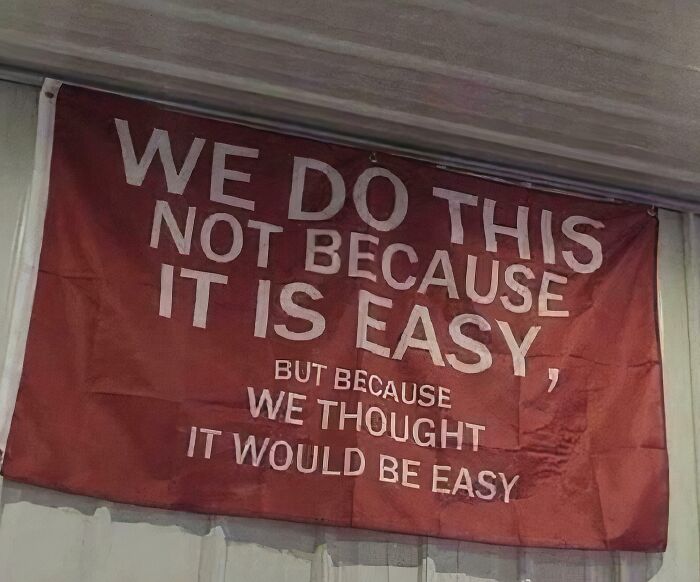 WE DO THIS
NOT BECAUSE
IT IS EASY,
BUT BECAUSE
WE THOUGHT
IT WOULD BE EASY